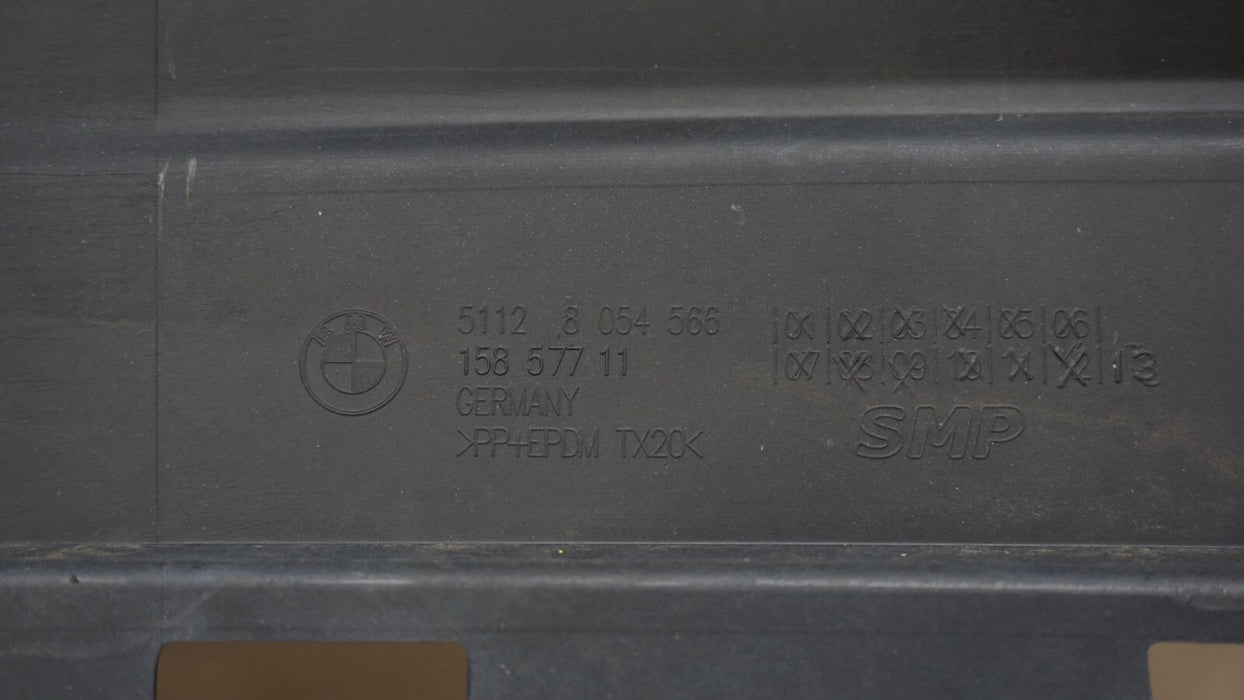 BMW
5112 8 054 566
158 577 11
GERMANY
>PP+EPDM TX20<
|01|02|03|04|05|06|
|07|08|09|10|11|12|13
SMP